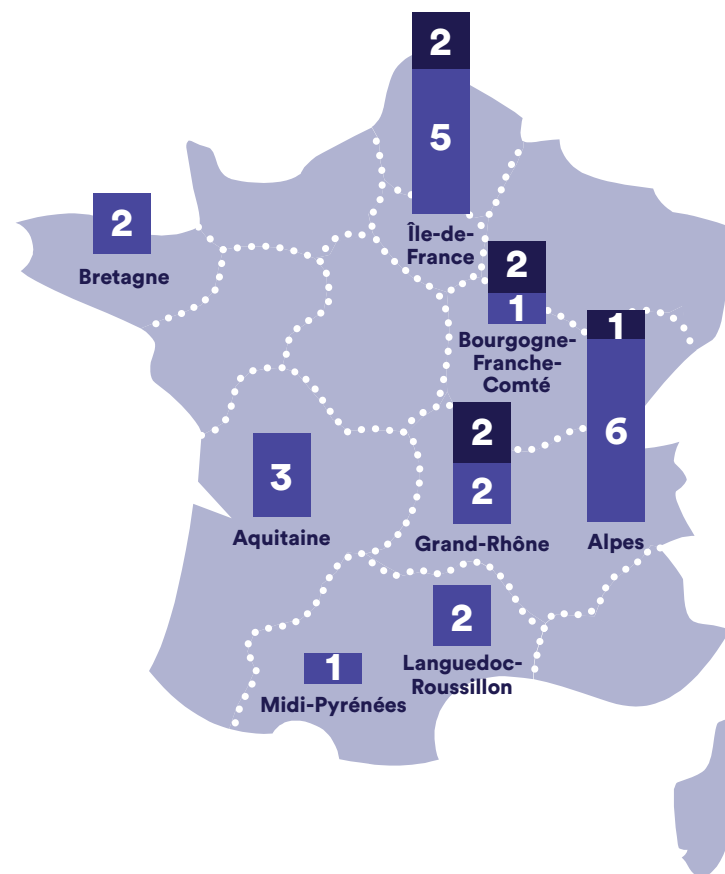 2
5
Île-de-
France
2
Bretagne
2
1
Bourgogne-
Franche-
Comté
1
6
Alpes
2
2
Grand-Rhône
3
Aquitaine
2
Languedoc-
Roussillon
1
Midi-Pyrénées